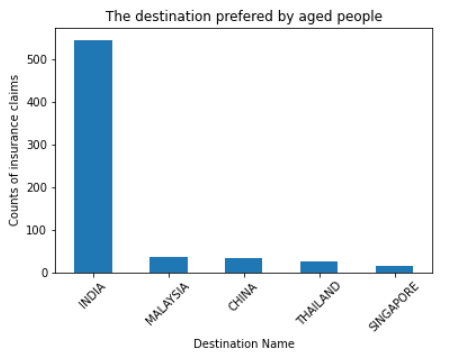 The destination prefered by aged people
Counts of insurance claims
500
400
300
200
100
0
INDIA
MALAYSIA
CHINA
THAILAND
SINGAPORE
Destination Name